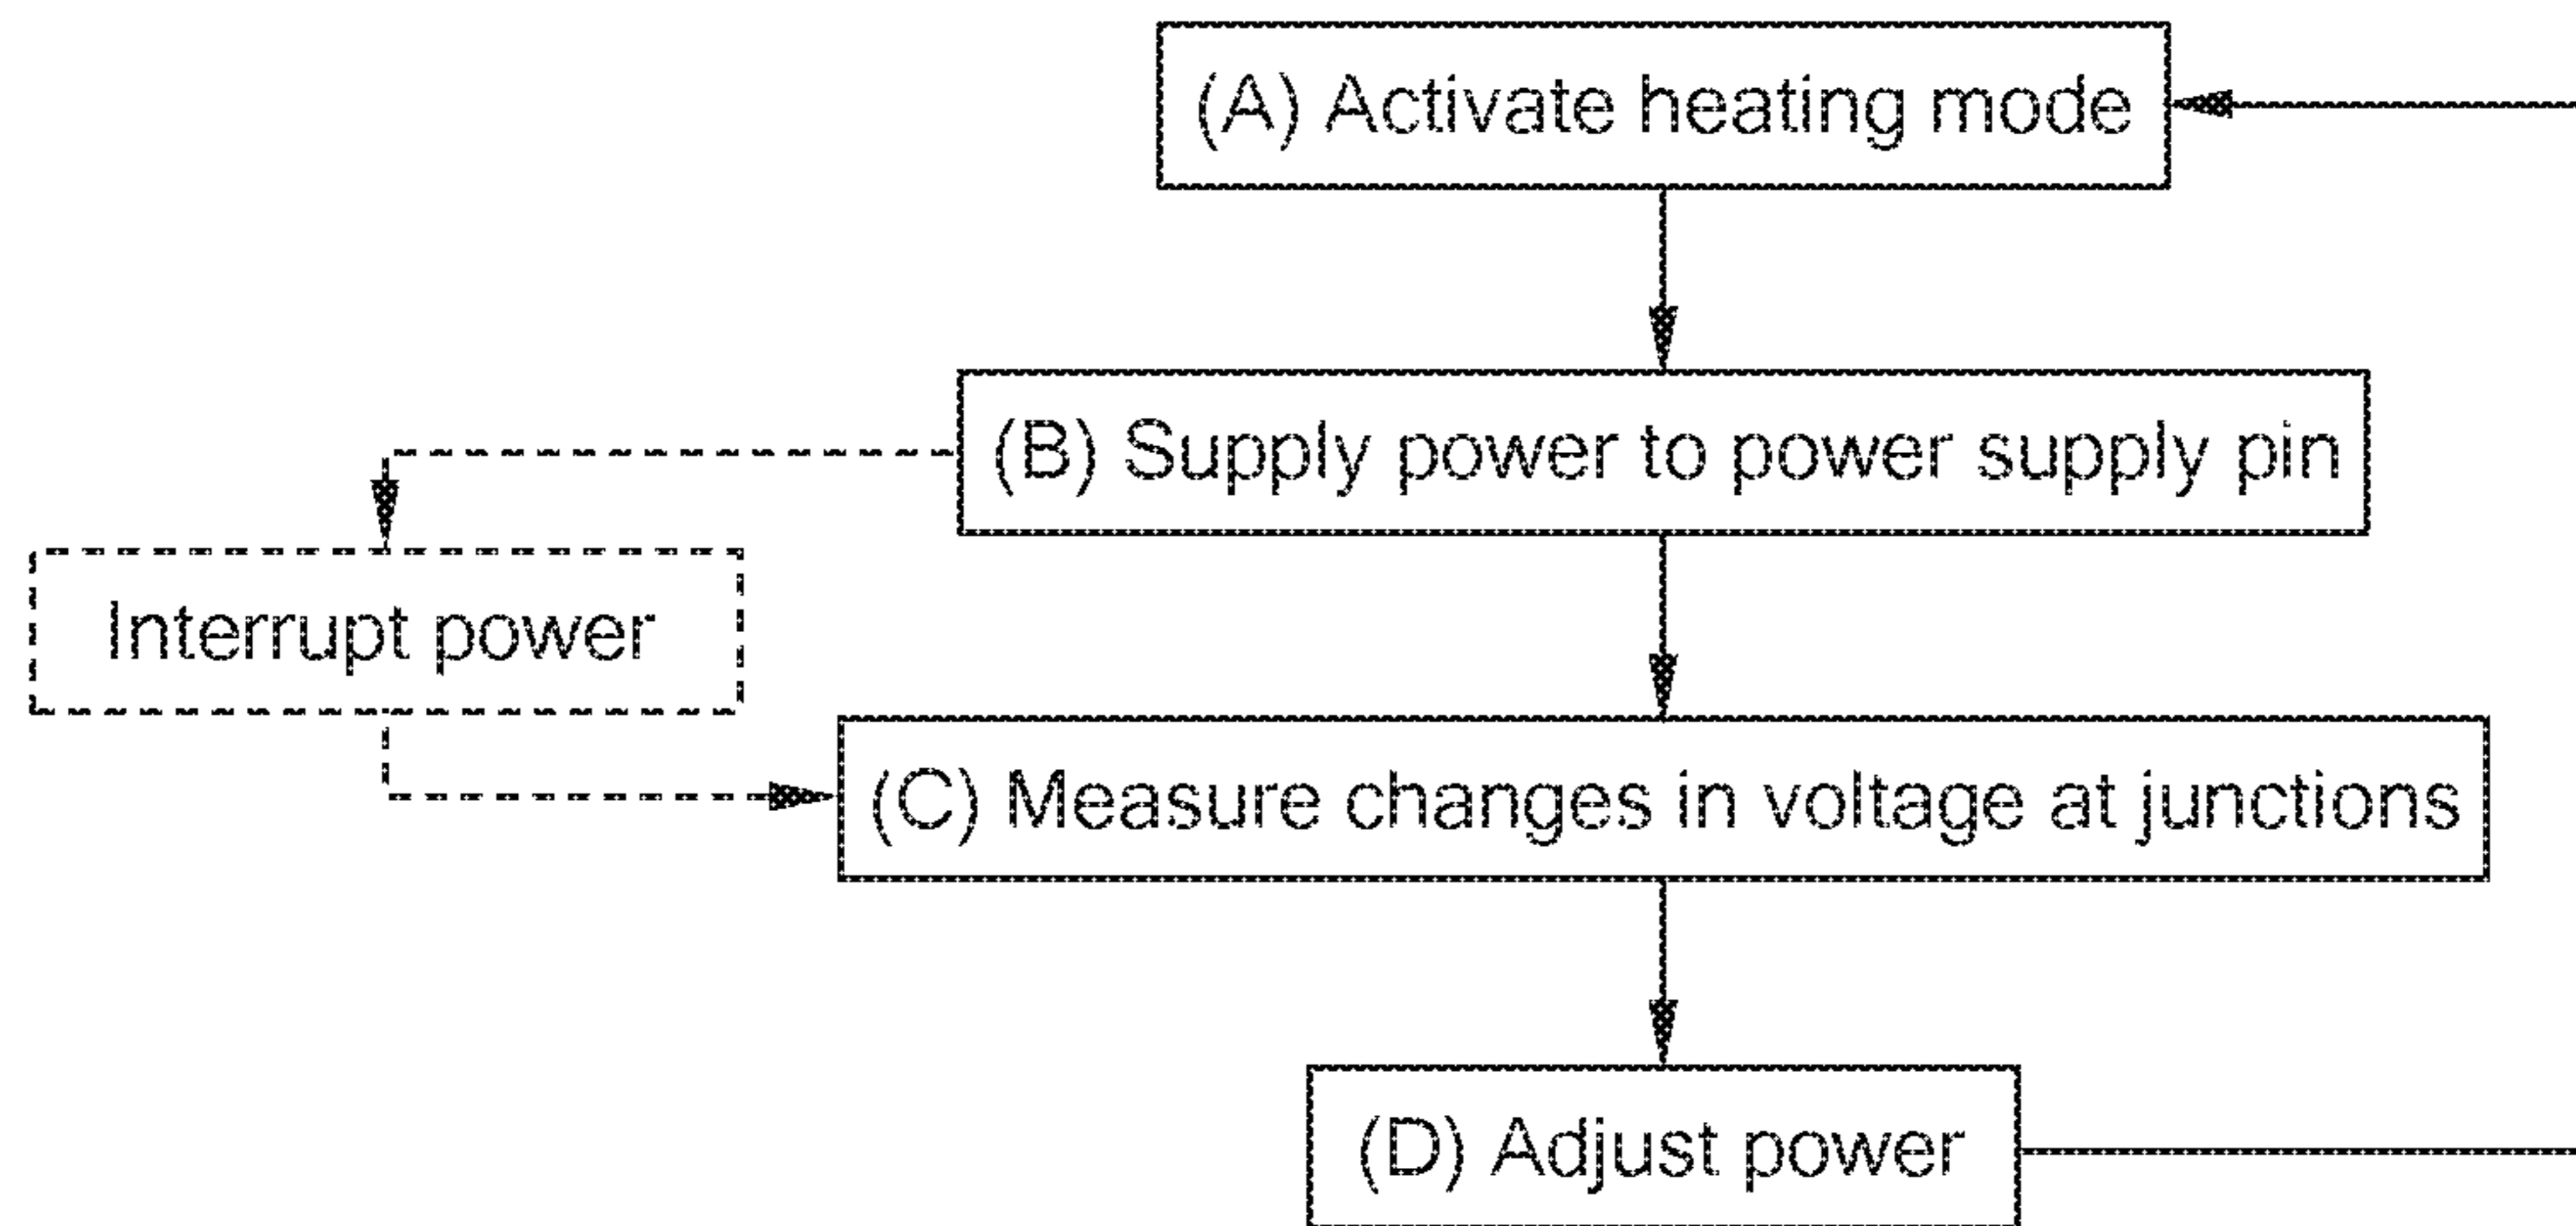 (A) Activate heating mode
(B) Supply power to power supply pin
Interrupt power
(C) Measure changes in voltage at junctions
(D) Adjust power